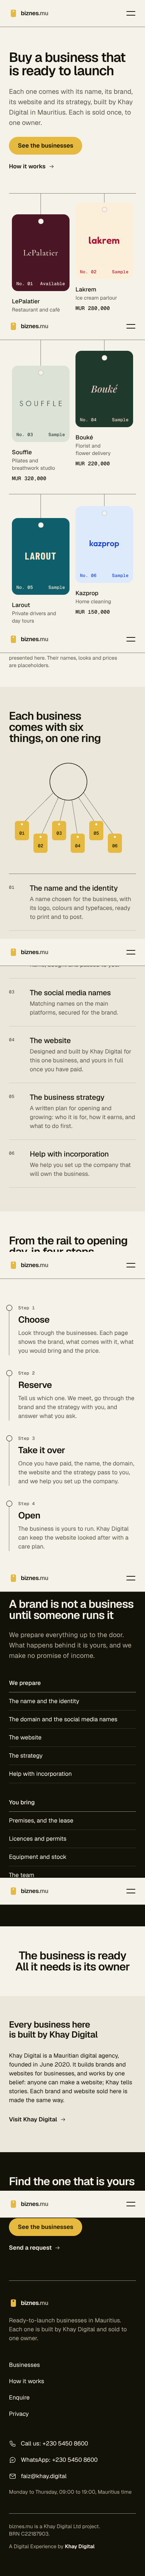 biznes.mu
Buy a business that
is ready to launch
Each one comes with its name, its brand,
its website and its strategy, built by Khay
Digital in Mauritius. Each is sold once, to
one owner.
See the businesses
How it works →
LePalatier
No. 01 Available
LePalatier
Restaurant and café
lakrem
No. 02 Sample
Lakrem
Ice cream parlour
MUR 280,000
biznes.mu
SOUFFLE
No. 03 Sample
Souffle
Pilates and
breathwork studio
MUR 320,000
Bouké
No. 04 Sample
Bouké
Florist and
flower delivery
MUR 220,000
LAROUT
No. 05 Sample
Larout
Private drivers and
day tours
kazprop
No. 06 Sample
Kazprop
Home cleaning
MUR 150,000
biznes.mu
presented here. Their names, looks and prices
are placeholders.
Each business
comes with six
things, on one ring
01
02
03
04
05
06
01
The name and the identity
A name chosen for the business, with
its logo, colours and typefaces, ready
to print and to post.
biznes.mu
03
The social media names
Matching names on the main
platforms, secured for the brand.
04
The website
Designed and built by Khay Digital for
this one business, and yours in full
once you have paid.
05
The business strategy
A written plan for opening and
growing: who it is for, how it earns, and
what to do first.
06
Help with incorporation
We help you set up the company that
will own the business.
From the rail to opening
day, in four steps
biznes.mu
Step 1
Choose
Look through the businesses. Each page
shows the brand, what comes with it, what
you would bring and the price.
Step 2
Reserve
Tell us which one. We meet, go through the
brand and the strategy with you, and
answer what you ask.
Step 3
Take it over
Once you have paid, the name, the domain,
the website and the strategy pass to you,
and we help you set up the company.
Step 4
Open
The business is yours to run. Khay Digital
can keep the website looked after with a
care plan.
biznes.mu
A brand is not a business
until someone runs it
We prepare everything up to the door.
What happens behind it is yours, and we
make no promise of income.
We prepare
The name and the identity
The domain and the social media names
The website
The strategy
Help with incorporation
You bring
Premises, and the lease
Licences and permits
Equipment and stock
The team
biznes.mu
The business is ready
All it needs is its owner
Every business here
is built by Khay Digital
Khay Digital is a Mauritian digital agency,
founded in June 2020. It builds brands and
websites for businesses, and works by one
belief: anyone can make a website; Khay tells
stories. Each brand and website sold here is
made the same way.
Visit Khay Digital →
Find the one that is yours
biznes.mu
See the businesses
Send a request →
biznes.mu
Ready-to-launch businesses in Mauritius.
Each one is built by Khay Digital and sold to
one owner.
Businesses
How it works
Enquire
Privacy
Call us: +230 5450 8600
WhatsApp: +230 5450 8600
faiz@khay.digital
Monday to Thursday, 09:00 to 19:00, Mauritius time
biznes.mu is a Khay Digital Ltd project.
BRN C22187903.
A Digital Experience by Khay Digital